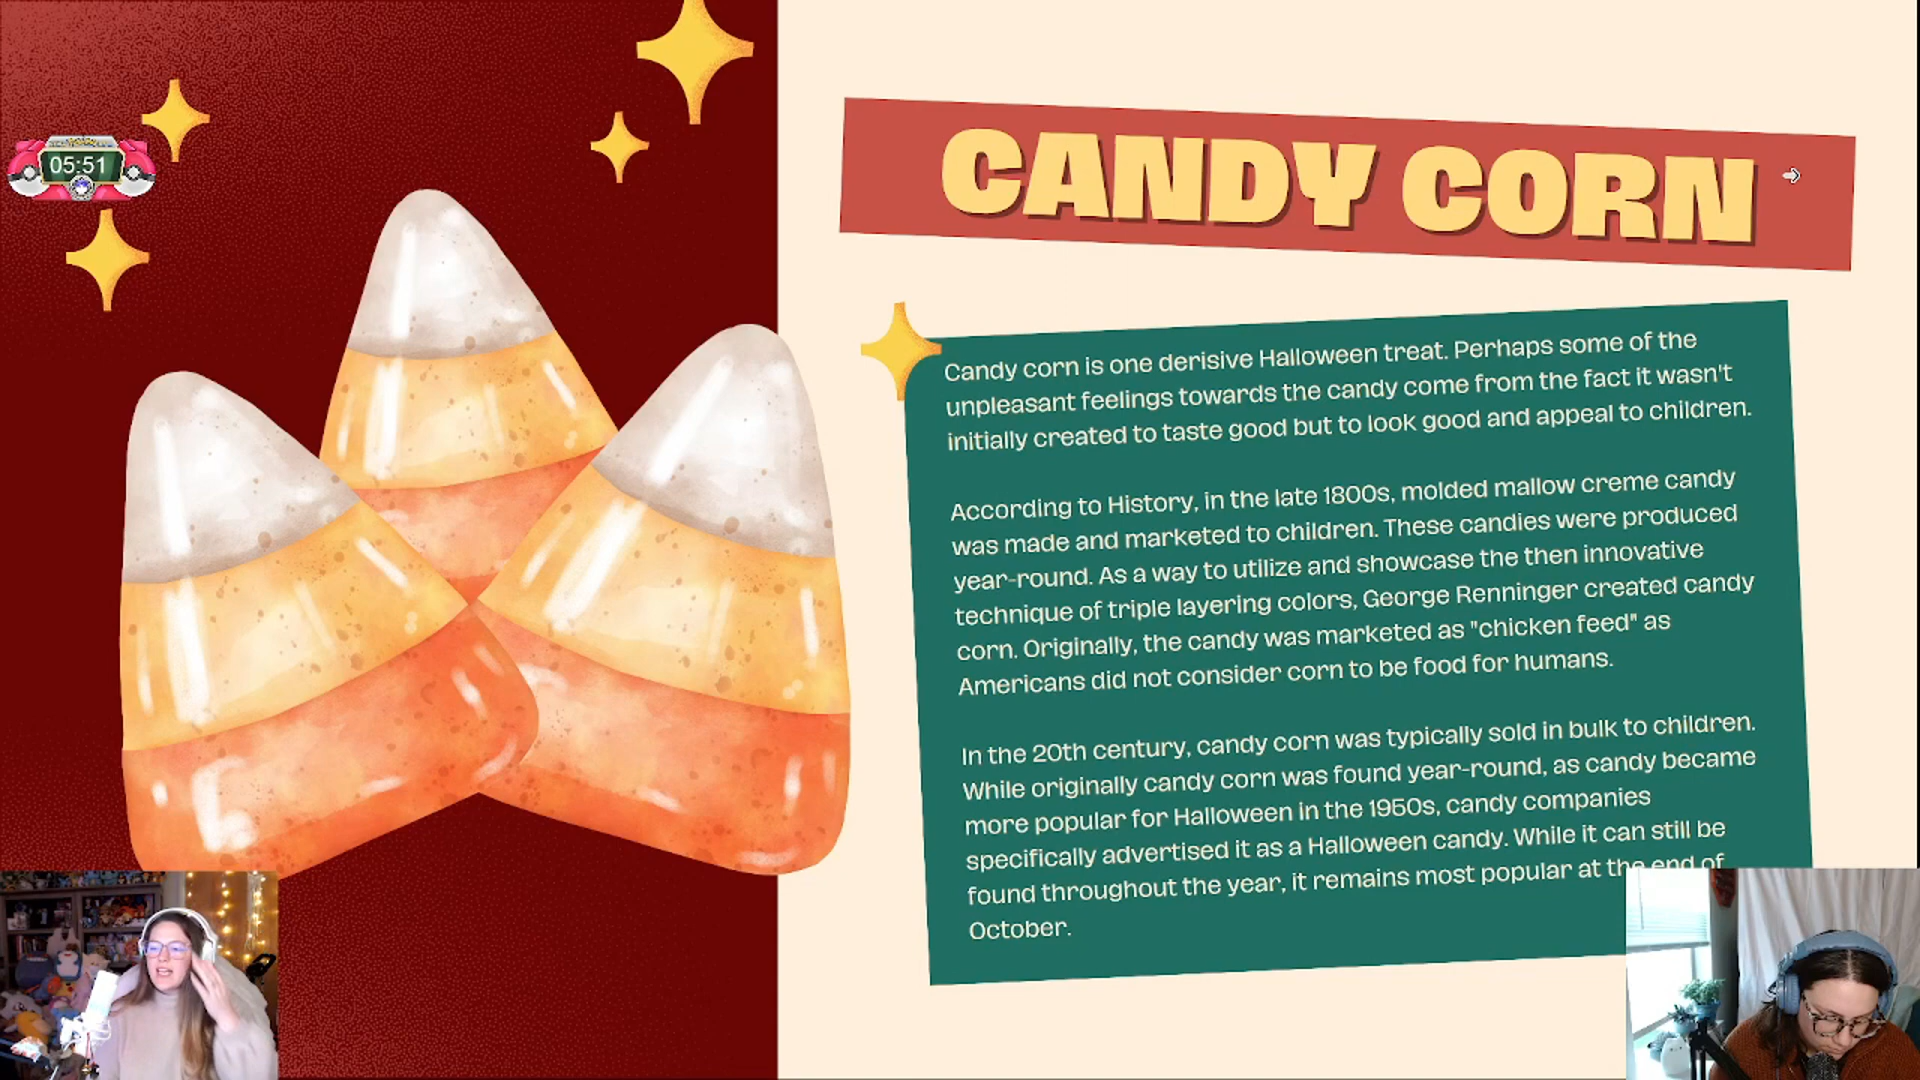 05:51
CANDY CORN
Candy corn is one derisive Halloween treat. Perhaps some of the
unpleasant feelings towards the candy come from the fact it wasn't
initially created to taste good but to look good and appeal to children.
According to History, in the late 1800s, molded mallow creme candy
was made and marketed to children. These candies were produced
year-round. As a way to utilize and showcase the then innovative
technique of triple layering colors, George Renninger created candy
corn. Originally, the candy was marketed as "chicken feed" as
Americans did not consider corn to be food for humans.
In the 20th century, candy corn was typically sold in bulk to children.
While originally candy corn was found year-round, as candy became
more popular for Halloween in the 1950s, candy companies
specifically advertised it as a Halloween candy. While it can still be
found throughout the year, it remains most popular at the end of
October.